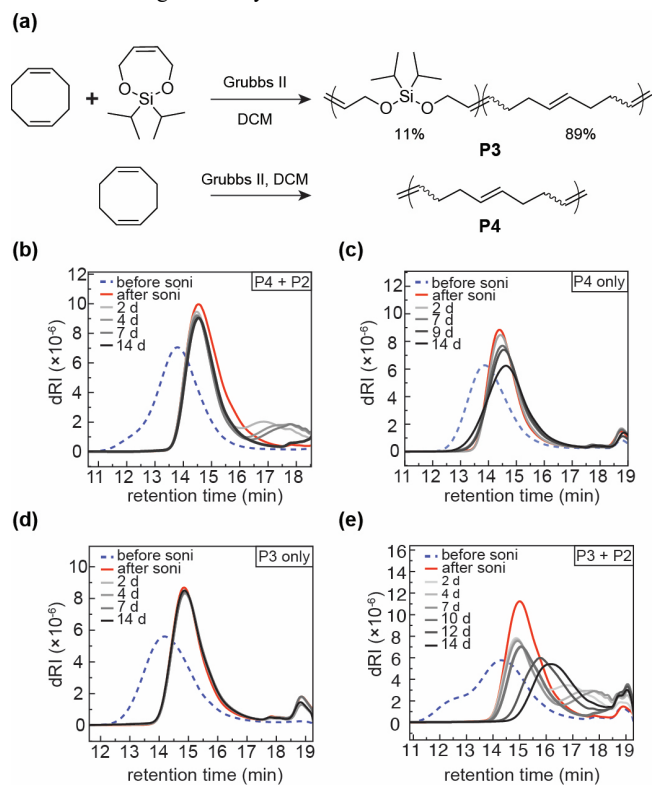 (a)
+
O
O
Si
Grubbs II
DCM
O
Si
O
11%
89%
P3
Grubbs II, DCM
P4
(b)
P4 + P2
before soni
after soni
2 d
4 d
7 d
14 d
dRI (×10⁻⁶)
12
10
8
6
4
2
0
11 12 13 14 15 16 17 18
retention time (min)
(c)
P4 only
before soni
after soni
2 d
7 d
9 d
14 d
dRI (×10⁻⁶)
12
10
8
6
4
2
0
11 12 13 14 15 16 17 18 19
retention time (min)
(d)
P3 only
before soni
after soni
2 d
4 d
7 d
14 d
dRI (×10⁻⁶)
10
8
6
4
2
0
12 13 14 15 16 17 18 19
retention time (min)
(e)
P3 + P2
before soni
after soni
2 d
4 d
7 d
10 d
12 d
14 d
dRI (×10⁻⁶)
16
14
12
10
8
6
4
2
0
11 12 13 14 15 16 17 18 19
retention time (min)